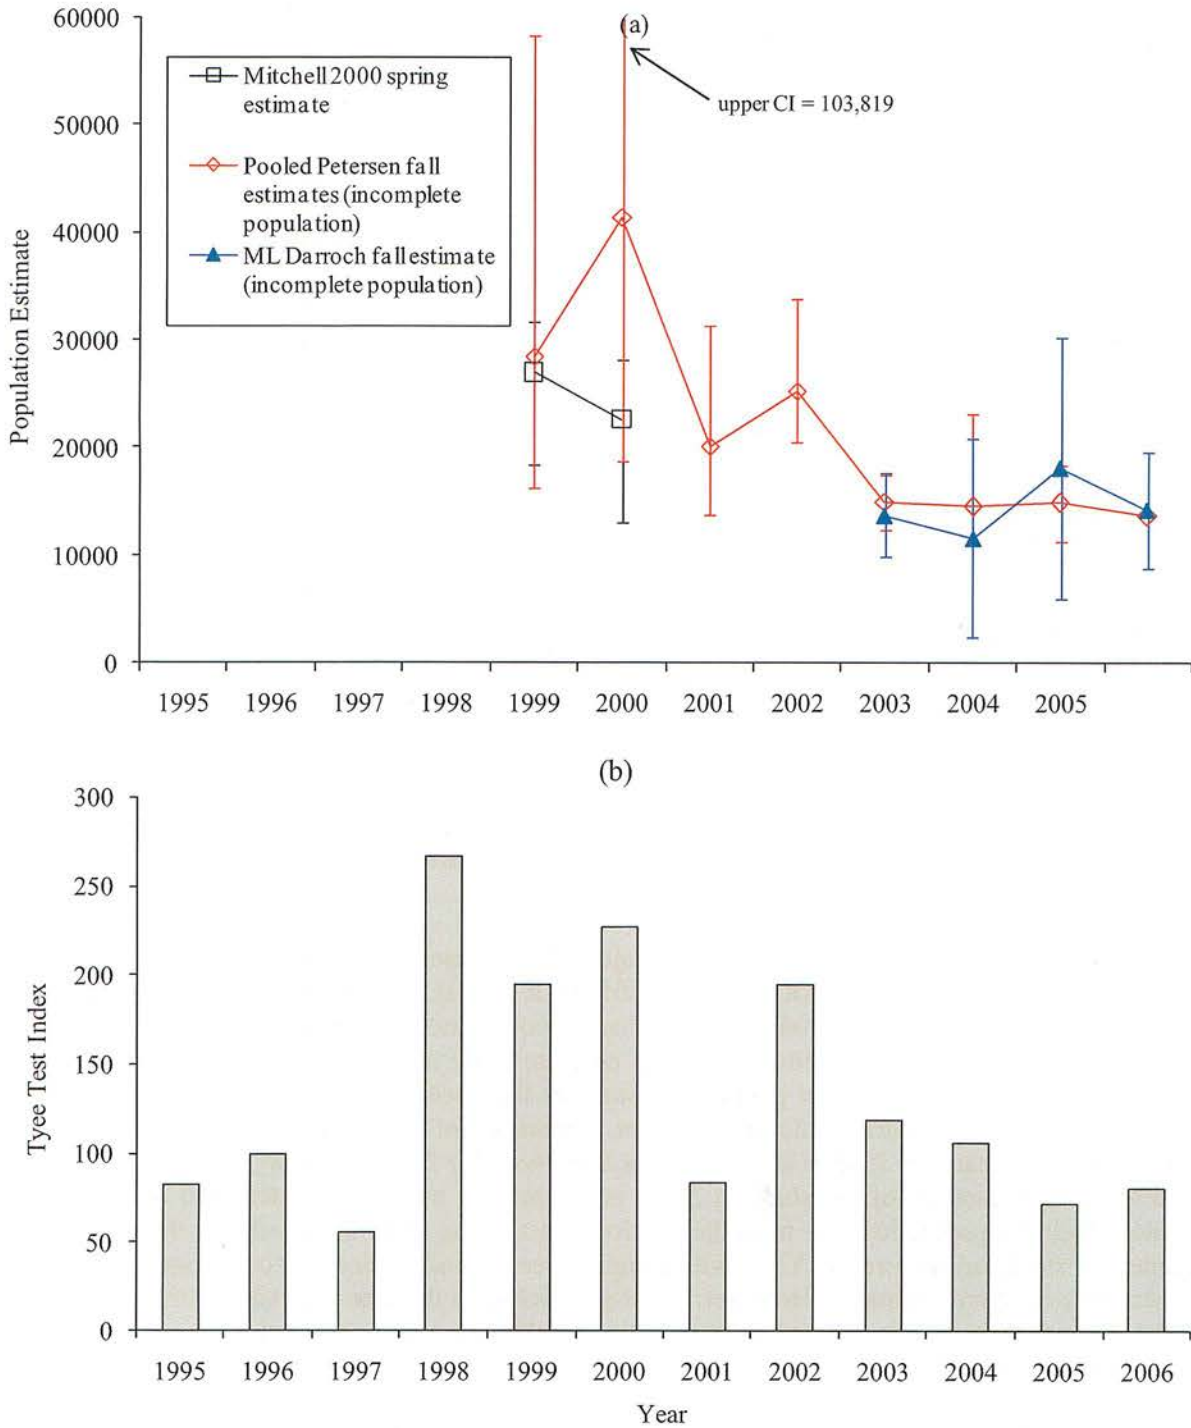 (a)
60000
50000
40000
30000
20000
10000
0
Population Estimate
Mitchell 2000 spring
estimate
Pooled Petersen fall
estimates (incomplete
population)
ML Darroch fall estimate
(incomplete population)
upper CI = 103,819
1995 1996 1997 1998 1999 2000 2001 2002 2003 2004 2005
(b)
300
250
200
150
100
50
0
Tyee Test Index
1995 1996 1997 1998 1999 2000 2001 2002 2003 2004 2005 2006
Year